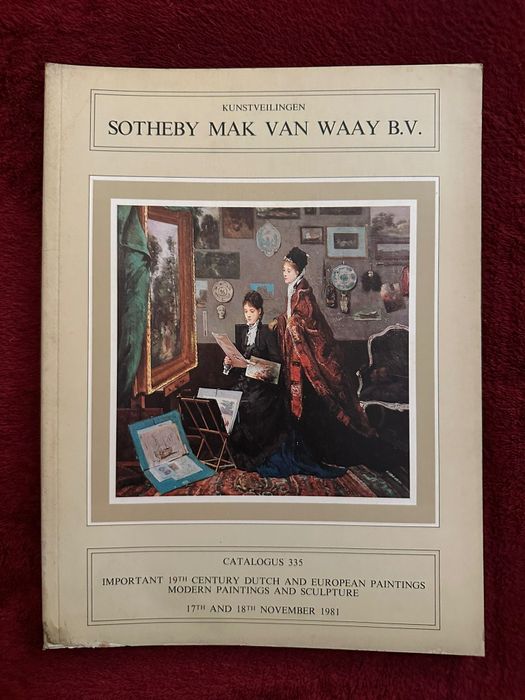 KUNSTVEILINGEN
SOTHEBY MAK VAN WAAY B.V.
CATALOGUS 335
IMPORTANT 19TH CENTURY DUTCH AND EUROPEAN PAINTINGS
MODERN PAINTINGS AND SCULPTURE
17TH AND 18TH NOVEMBER 1981